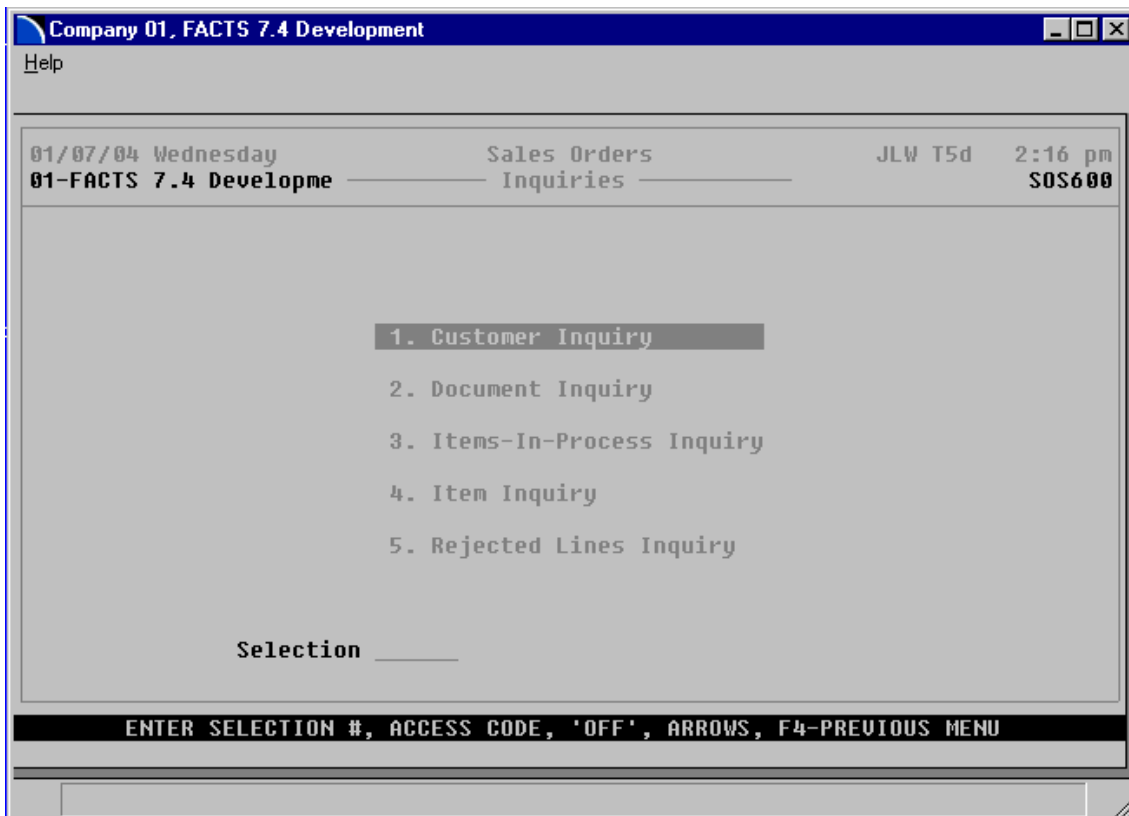 Company 01, FACTS 7.4 Development
Help
01/07/04 Wednesday Sales Orders JLW T5d 2:16 pm
01-FACTS 7.4 Developme Inquiries SOS600
1. Customer Inquiry
2. Document Inquiry
3. Items-In-Process Inquiry
4. Item Inquiry
5. Rejected Lines Inquiry
Selection ______
ENTER SELECTION #, ACCESS CODE, 'OFF', ARROWS, F4-PREVIOUS MENU